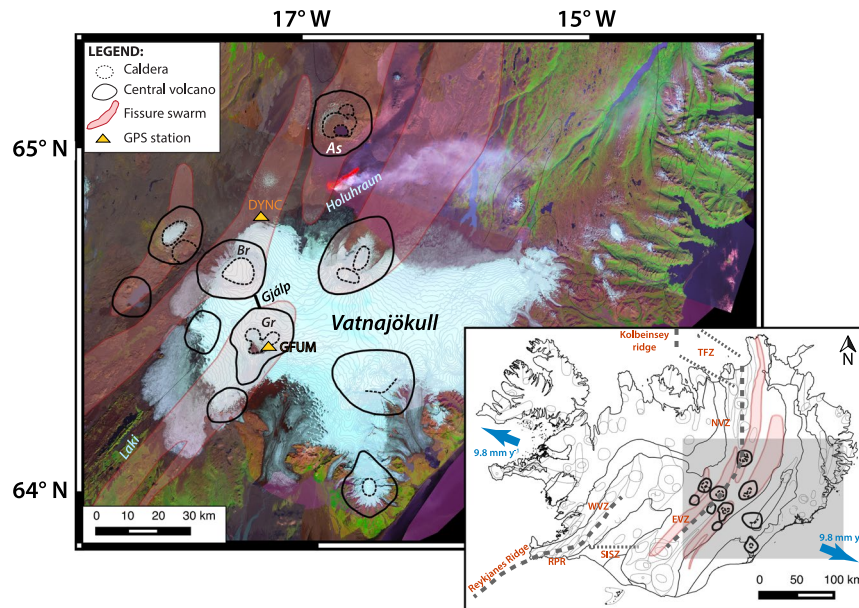 17° W
15° W
LEGEND:
Caldera
Central volcano
Fissure swarm
GPS station
65° N
As
Holuhraun
DYNC
Br
Gjálp
Vatnajökull
Gr
GFUM
Laki
64° N
0 10 20 30 km
Kolbeinsey
ridge
TFZ
N
NVZ
9.8 mm y⁻¹
WVZ
EVZ
SISZ
RPR
Reykjanes Ridge
9.8 mm y
0 50 100 km